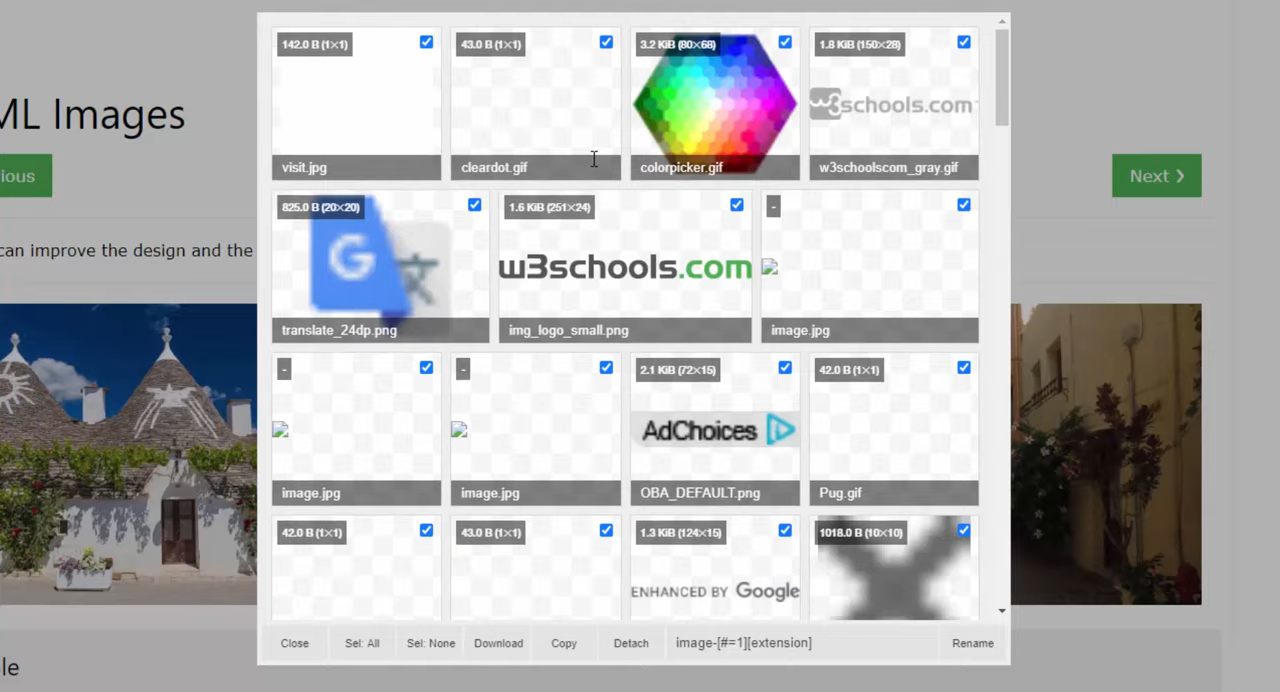 ML Images
ious
Next ❯
can improve the design and the
le
142.0 B (1×1)
43.0 B (1×1)
3.2 KiB (80×68)
1.8 KiB (150×28)
w3schools.com
visit.jpg
cleardot.gif
colorpicker.gif
w3schoolscom_gray.gif
825.0 B (20×20)
1.6 KiB (251×24)
-
G 文
w3schools.com
translate_24dp.png
img_logo_small.png
image.jpg
-
-
2.1 KiB (72×15)
42.0 B (1×1)
AdChoices
image.jpg
image.jpg
OBA_DEFAULT.png
Pug.gif
42.0 B (1×1)
43.0 B (1×1)
1.3 KiB (124×15)
1018.0 B (10×10)
ENHANCED BY Google
Close
Sel: All
Sel: None
Download
Copy
Detach
image-[#=1][extension]
Rename